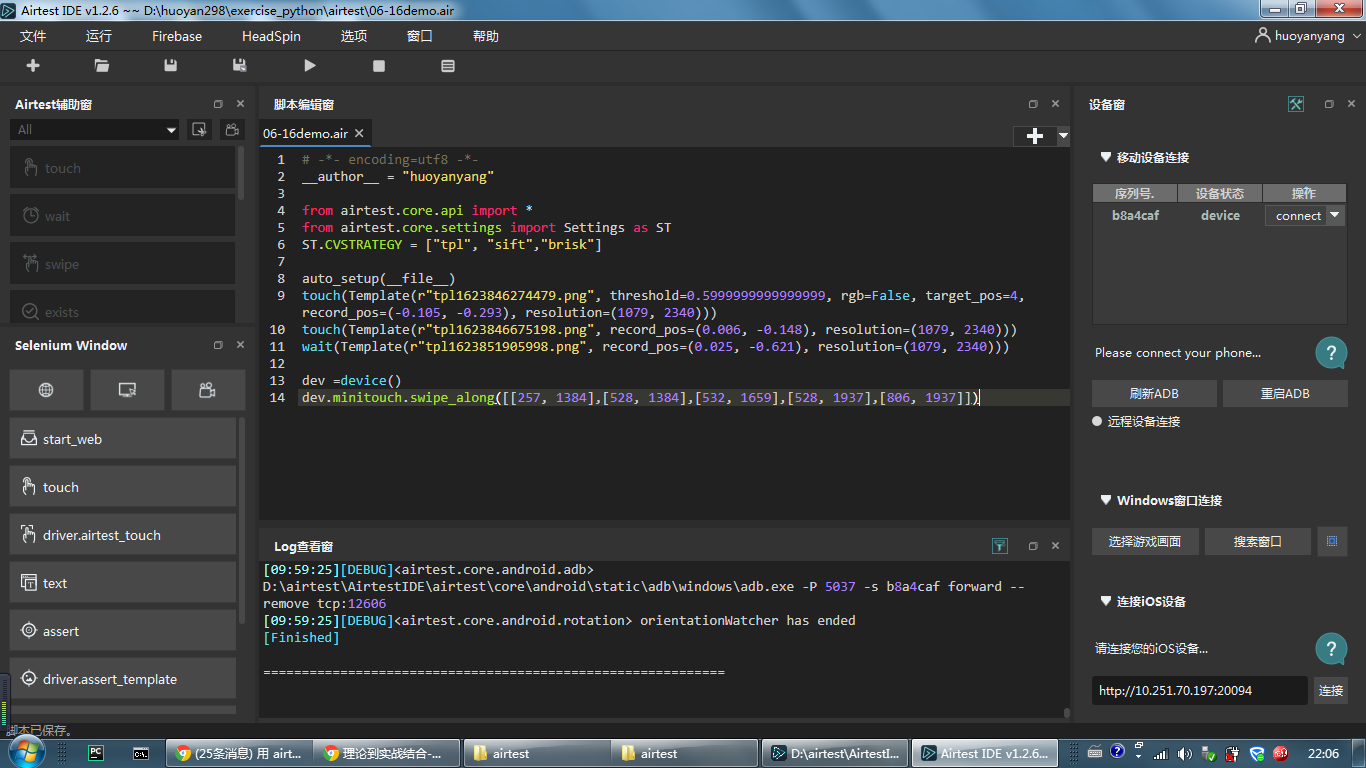 Airtest IDE v1.2.6 ~~ D:\huoyan298\exercise_python\airtest\06-16demo.air
文件 运行 Firebase HeadSpin 选项 窗口 帮助 huoyanyang
Airtest辅助窗
All
touch
wait
swipe
exists
Selenium Window
start_web
touch
driver.airtest_touch
text
assert
driver.assert_template
脚本编辑窗
06-16demo.air
1 # -*- encoding=utf8 -*-
2 __author__ = "huoyanyang"
3
4 from airtest.core.api import *
5 from airtest.core.settings import Settings as ST
6 ST.CVSTRATEGY = ["tpl", "sift","brisk"]
7
8 auto_setup(__file__)
9 touch(Template(r"tpl1623846274479.png", threshold=0.5999999999999999, rgb=False, target_pos=4,
record_pos=(-0.105, -0.293), resolution=(1079, 2340)))
10 touch(Template(r"tpl1623846675198.png", record_pos=(0.006, -0.148), resolution=(1079, 2340)))
11 wait(Template(r"tpl1623851905998.png", record_pos=(0.025, -0.621), resolution=(1079, 2340)))
12
13 dev =device()
14 dev.minitouch.swipe_along([[257, 1384],[528, 1384],[532, 1659],[528, 1937],[806, 1937]])
Log查看窗
[09:59:25][DEBUG]<airtest.core.android.adb>
D:\airtest\AirtestIDE\airtest\core\android\static\adb\windows\adb.exe -P 5037 -s b8a4caf forward --
remove tcp:12606
[09:59:25][DEBUG]<airtest.core.android.rotation> orientationWatcher has ended
[Finished]
=============================================================
设备窗
移动设备连接
序列号. 设备状态 操作
b8a4caf device connect
Please connect your phone... ?
刷新ADB 重启ADB
远程设备连接
Windows窗口连接
选择游戏画面 搜索窗口
连接iOS设备
请连接您的iOS设备... ?
http://10.251.70.197:20094 连接
脚本已保存。
PC C:\. (25条消息) 用 airt... 理论到实战结合-... airtest airtest D:\airtest\AirtestI... Airtest IDE v1.2.6... 22:06